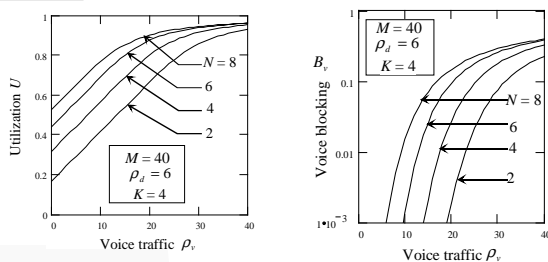 1
0.8
0.6
0.4
0.2
0
Utilization U
N = 8
6
4
2
M = 40
ρd = 6
K = 4
0 10 20 30 40
Voice traffic ρv
1
0.1
0.01
1•10⁻³
Bv
Voice blocking
M = 40
ρd = 6
K = 4
N = 8
6
4
2
0 10 20 30 40
Voice traffic ρv